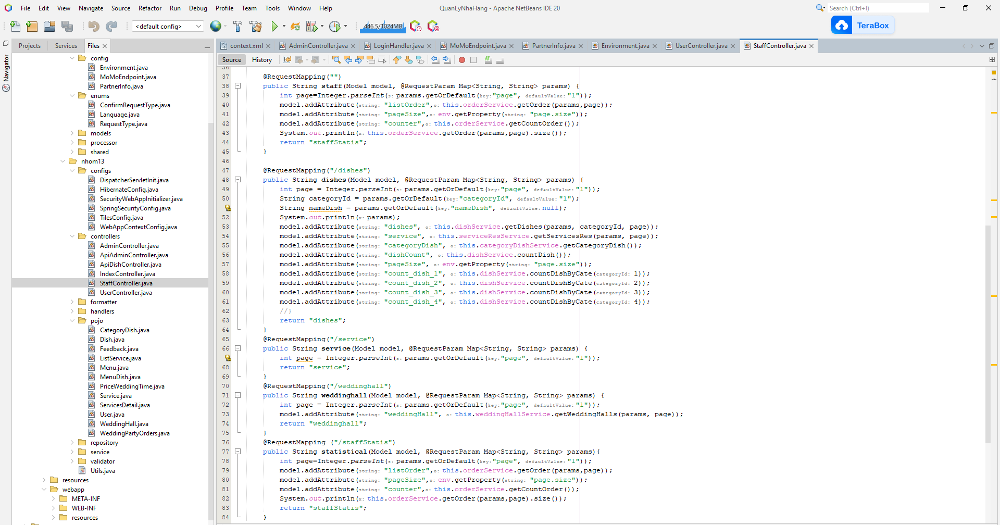 File Edit View Navigate Source Refactor Run Debug Profile Team Tools Window Help QuanLyNhaHang - Apache NetBeans IDE 20 Search (Ctrl+I)
<default config> 446.5/1024MB TeraBox
Projects Services Files
context.xml AdminController.java LoginHandler.java MoMoEndpoint.java PartnerInfo.java Environment.java UserController.java StaffController.java
Source History
Navigator
config
Environment.java
MoMoEndpoint.java
PartnerInfo.java
enums
ConfirmRequestType.java
Language.java
RequestType.java
models
processor
shared
nhom13
configs
DispatcherServletInit.java
HibernateConfig.java
SecurityWebAppInitializer.java
SpringSecurityConfig.java
TilesConfig.java
WebAppContextConfig.java
controllers
AdminController.java
ApiAdminController.java
ApiDishController.java
IndexController.java
StaffController.java
UserController.java
formatter
handlers
pojo
CategoryDish.java
Dish.java
Feedback.java
ListService.java
Menu.java
MenuDish.java
PriceWeddingTime.java
Service.java
ServicesDetail.java
User.java
WeddingHall.java
WeddingPartyOrders.java
repository
service
validator
Utils.java
resources
webapp
META-INF
WEB-INF
resources
36
37 @RequestMapping("")
38 public String staff(Model model, @RequestParam Map<String, String> params) {
39 int page=Integer.parseInt(s: params.getOrDefault(key:"page", defaultValue:"1"));
40 model.addAttribute(string: "listOrder",o: this.orderService.getOrder(params,page));
41 model.addAttribute(string: "pageSize",o: env.getProperty(string: "page.size"));
42 model.addAttribute(string: "counter",o: this.orderService.getCountOrder());
43 System.out.println(x: this.orderService.getOrder(params,page).size());
44 return "staffStatis";
45 }
46
47 @RequestMapping("/dishes")
48 public String dishes(Model model, @RequestParam Map<String, String> params) {
49 int page = Integer.parseInt(s: params.getOrDefault(key:"page", defaultValue:"1"));
50 String categoryId = params.getOrDefault(key:"categoryId", defaultValue:"1");
String nameDish = params.getOrDefault(key:"nameDish", defaultValue:null);
52 System.out.println(x: params);
53 model.addAttribute(string: "dishes", o: this.dishService.getDishes(params, categoryId, page));
54 model.addAttribute(string: "service", o: this.serviceResService.getServicesRes(params, page));
55 model.addAttribute(string: "categoryDish", o: this.categoryDishService.getCategoryDish());
56 model.addAttribute(string: "dishCount", o: this.dishService.countDish());
57 model.addAttribute(string: "pageSize", o: env.getProperty(string: "page.size"));
58 model.addAttribute(string: "count_dish_1", o: this.dishService.countDishByCate(categoryId: 1));
59 model.addAttribute(string: "count_dish_2", o: this.dishService.countDishByCate(categoryId: 2));
60 model.addAttribute(string: "count_dish_3", o: this.dishService.countDishByCate(categoryId: 3));
61 model.addAttribute(string: "count_dish_4", o: this.dishService.countDishByCate(categoryId: 4));
62 //}
63 return "dishes";
64 }
65 @RequestMapping("/service")
66 public String service(Model model, @RequestParam Map<String, String> params) {
int page = Integer.parseInt(s: params.getOrDefault(key:"page", defaultValue:"1"));
68 return "service";
69 }
70 @RequestMapping("/weddinghall")
71 public String weddinghall(Model model, @RequestParam Map<String, String> params) {
72 int page = Integer.parseInt(s: params.getOrDefault(key:"page", defaultValue:"1"));
73 model.addAttribute(string: "weddingHall", o: this.weddingHallService.getWeddingHalls(params, page));
74 return "weddinghall";
75 }
76 @RequestMapping ("/staffStatis")
77 public String statistical(Model model, @RequestParam Map<String, String> params){
78 int page=Integer.parseInt(s: params.getOrDefault(key:"page", defaultValue:"1"));
79 model.addAttribute(string: "listOrder",o: this.orderService.getOrder(params,page));
80 model.addAttribute(string: "pageSize",o: env.getProperty(string: "page.size"));
81 model.addAttribute(string: "counter",o: this.orderService.getCountOrder());
82 System.out.println(x: this.orderService.getOrder(params,page).size());
83 return "staffStatis";
84 }